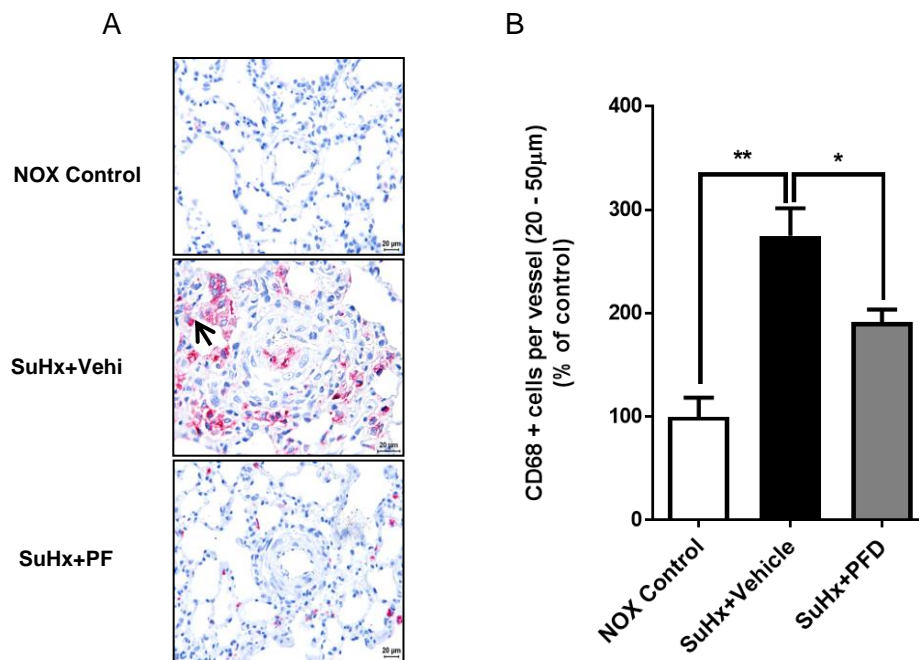 A
NOX Control
20 µm
SuHx+Vehi
20 µm
SuHx+PF
20 µm
B
CD68 + cells per vessel (20 - 50µm)
(% of control)
400
300
200
100
0
**
*
NOX Control
SuHx+Vehicle
SuHx+PFD